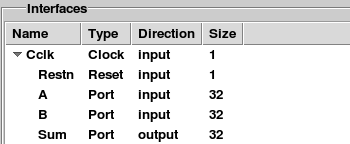 Interfaces
Name Type Direction Size
Cclk Clock input 1
Restn Reset input 1
A Port input 32
B Port input 32
Sum Port output 32